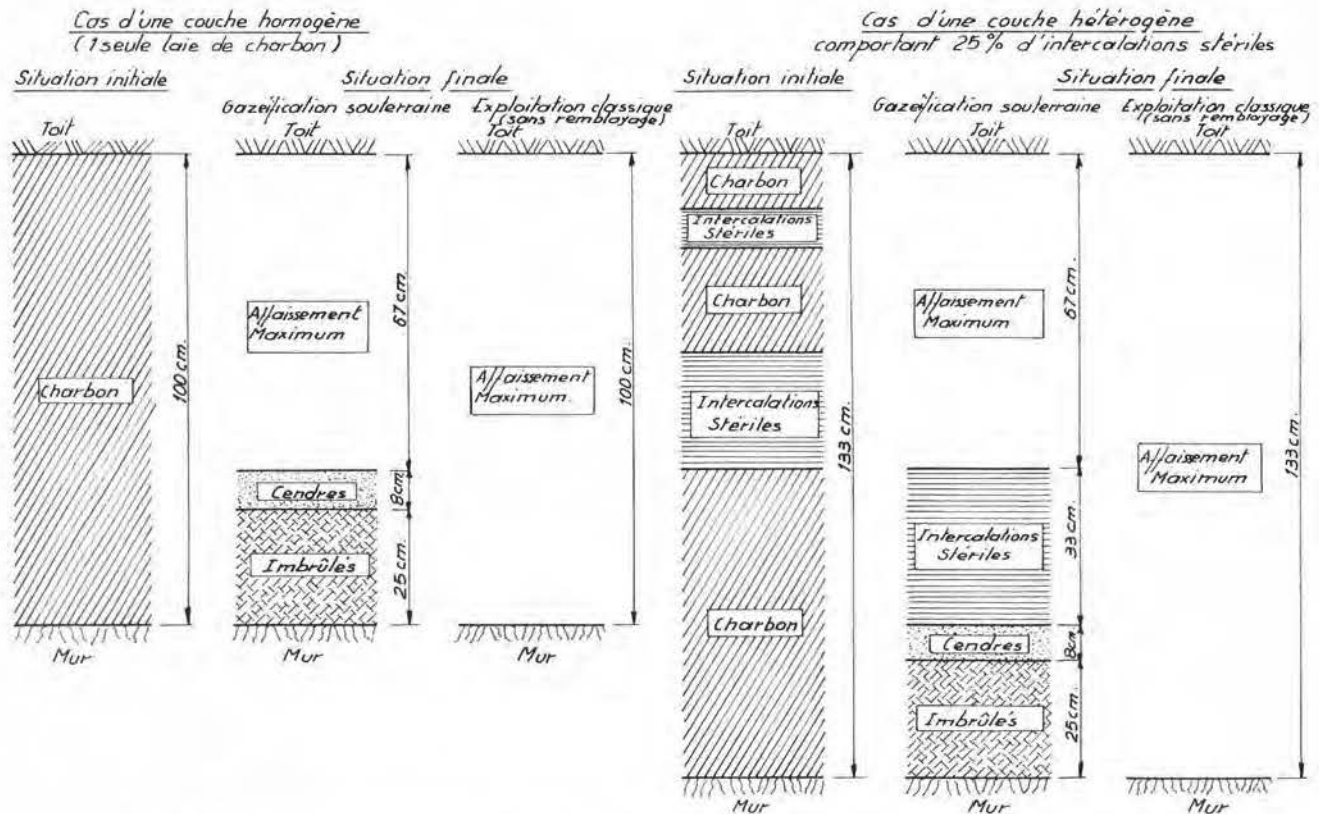 Cas d'une couche homogène
(1 seule laie de charbon)
Situation initiale
Situation finale
Gazéification souterraine
Exploitation classique
(sans remblayage)
Toit
Toit
Toit
Charbon
100 cm.
Affaissement
Maximum
67 cm.
Cendres
8cm
Imbrûlés
25 cm.
Affaissement
Maximum.
100 cm.
Mur
Mur
Mur
Cas d'une couche hétérogène
comportant 25% d'intercalations stériles
Situation initiale
Situation finale
Gazéification souterraine
Exploitation classique
(sans remblayage)
Toit
Toit
Toit
Charbon
Intercalations
Stériles
Charbon
Intercalations
Stériles
Charbon
133 cm.
Affaissement
Maximum
67 cm.
Intercalations
Stériles
33 cm.
Cendres
8cm.
Imbrûlés
25 cm.
Affaissement
Maximum
133 cm.
Mur
Mur
Mur